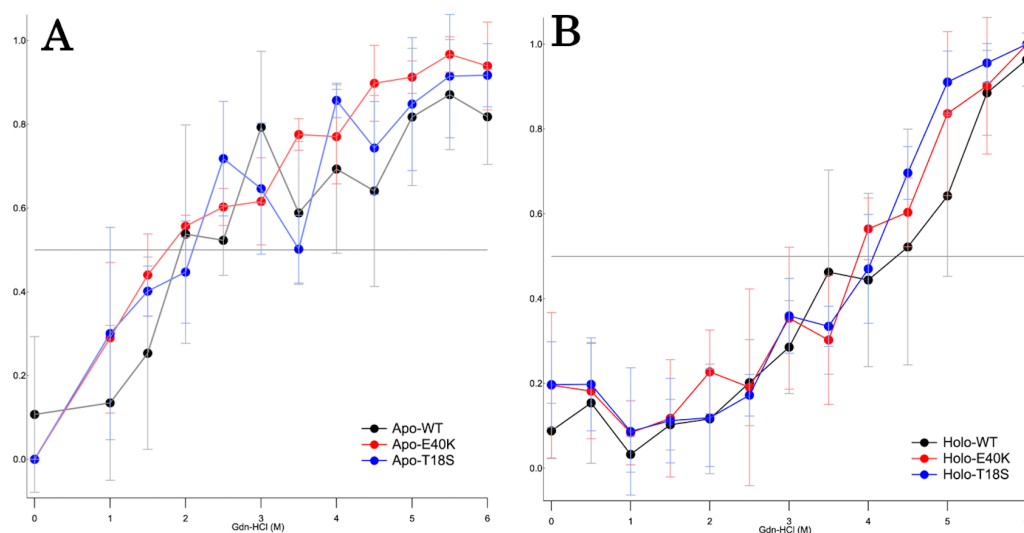 A
1.0
0.8
0.6
0.4
0.2
0.0
Apo-WT
Apo-E40K
Apo-T18S
0 1 2 3 4 5 6
Gdn-HCl (M)
B
1.0
0.8
0.6
0.4
0.2
0.0
Holo-WT
Holo-E40K
Holo-T18S
0 1 2 3 4 5
Gdn-HCl (M)